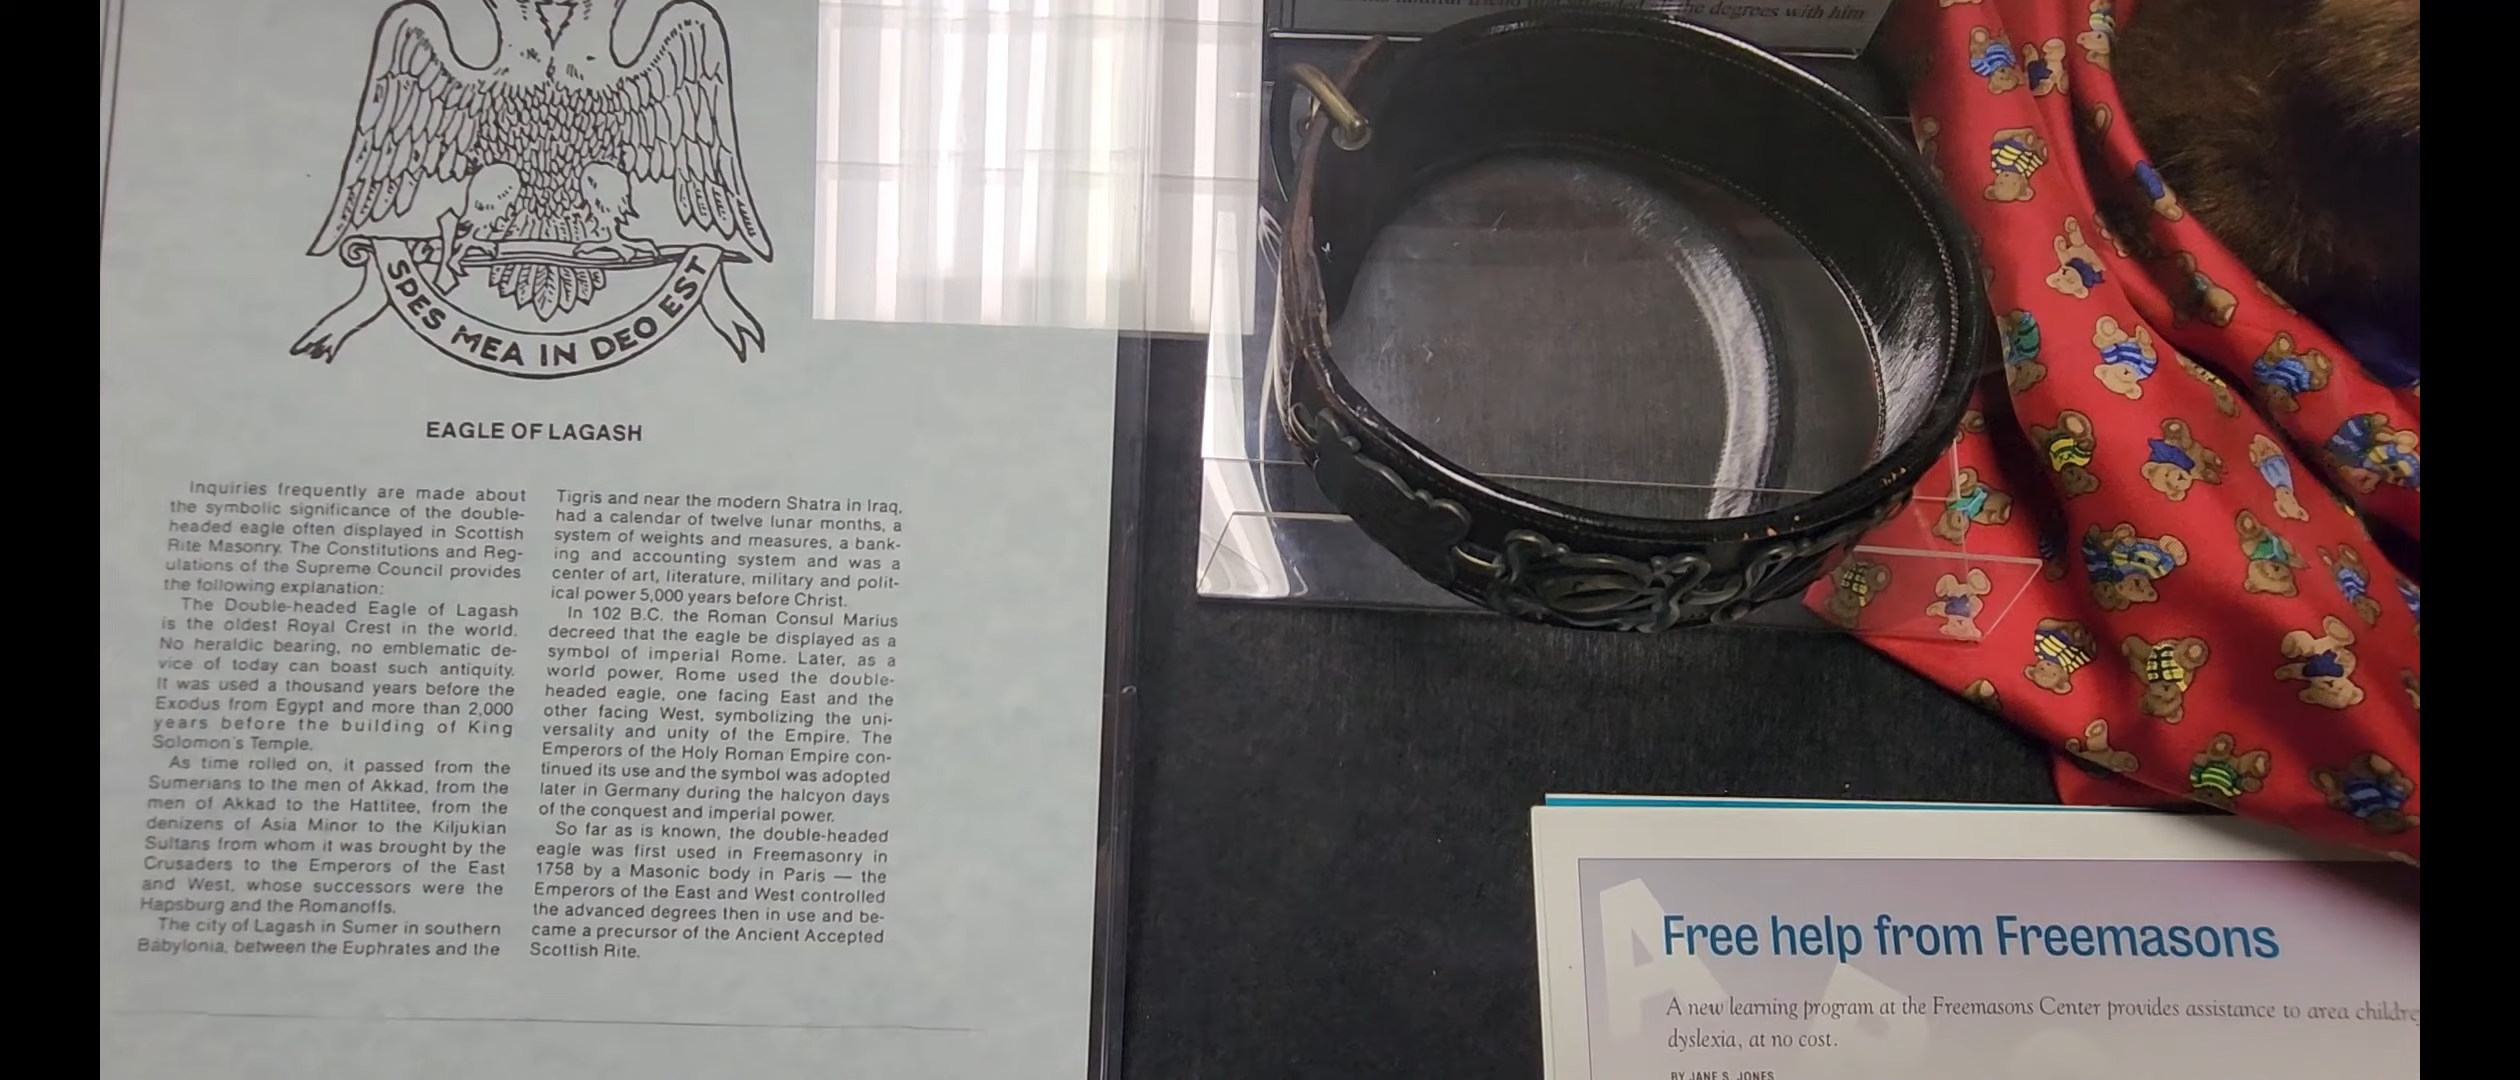 SPES MEA IN DEO EST
EAGLE OF LAGASH
Inquiries frequently are made about
the symbolic significance of the double-
headed eagle often displayed in Scottish
Rite Masonry. The Constitutions and Reg-
ulations of the Supreme Council provides
the following explanation:
The Double-headed Eagle of Lagash
is the oldest Royal Crest in the world.
No heraldic bearing, no emblematic de-
vice of today can boast such antiquity.
It was used a thousand years before the
Exodus from Egypt and more than 2,000
years before the building of King
Solomon's Temple.
As time rolled on, it passed from the
Sumerians to the men of Akkad, from the
men of Akkad to the Hattitee, from the
denizens of Asia Minor to the Kiljukian
Sultans from whom it was brought by the
Crusaders to the Emperors of the East
and West, whose successors were the
Hapsburg and the Romanoffs.
The city of Lagash in Sumer in southern
Babylonia, between the Euphrates and the
Tigris and near the modern Shatra in Iraq,
had a calendar of twelve lunar months, a
system of weights and measures, a bank-
ing and accounting system and was a
center of art, literature, military and polit-
ical power 5,000 years before Christ.
In 102 B.C. the Roman Consul Marius
decreed that the eagle be displayed as a
symbol of imperial Rome. Later, as a
world power, Rome used the double-
headed eagle, one facing East and the
other facing West, symbolizing the uni-
versality and unity of the Empire. The
Emperors of the Holy Roman Empire con-
tinued its use and the symbol was adopted
later in Germany during the halcyon days
of the conquest and imperial power.
So far as is known, the double-headed
eagle was first used in Freemasonry in
1758 by a Masonic body in Paris — the
Emperors of the East and West controlled
the advanced degrees then in use and be-
came a precursor of the Ancient Accepted
Scottish Rite.
he degrees with him
Free help from Freemasons
A new learning program at the Freemasons Center provides assistance to area childre
dyslexia, at no cost.
BY JANE S. JONES